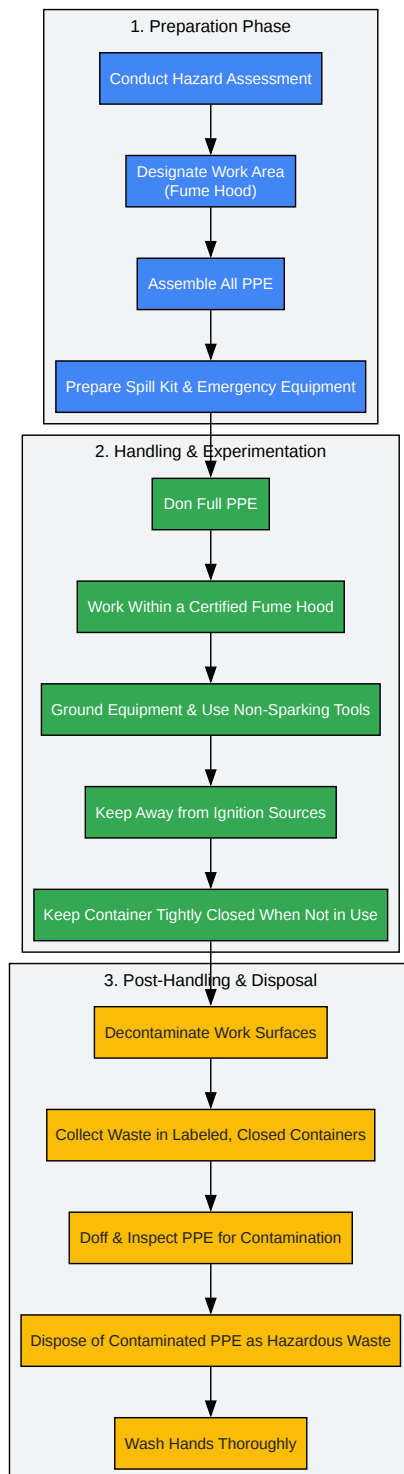 1. Preparation Phase
Conduct Hazard Assessment
Designate Work Area
(Fume Hood)
Assemble All PPE
Prepare Spill Kit & Emergency Equipment
2. Handling & Experimentation
Don Full PPE
Work Within a Certified Fume Hood
Ground Equipment & Use Non-Sparking Tools
Keep Away from Ignition Sources
Keep Container Tightly Closed When Not in Use
3. Post-Handling & Disposal
Decontaminate Work Surfaces
Collect Waste in Labeled, Closed Containers
Doff & Inspect PPE for Contamination
Dispose of Contaminated PPE as Hazardous Waste
Wash Hands Thoroughly